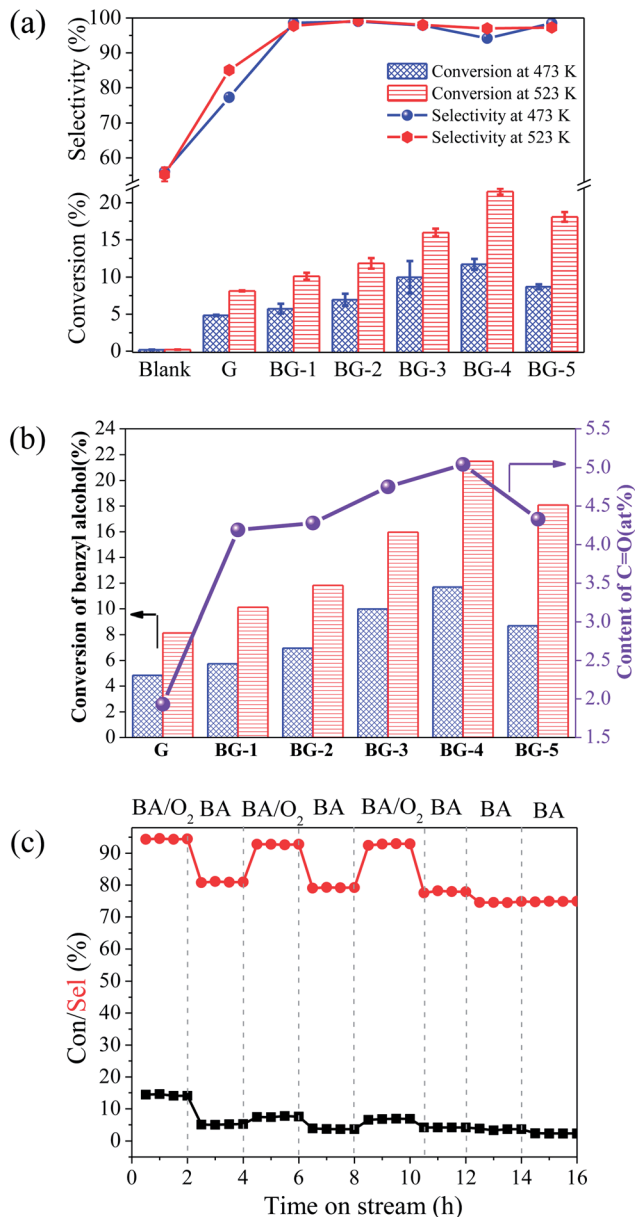 (a)
Selectivity (%)
Conversion (%)
100
90
80
70
60
20
15
10
5
0
Conversion at 473 K
Conversion at 523 K
Selectivity at 473 K
Selectivity at 523 K
Blank G BG-1 BG-2 BG-3 BG-4 BG-5
(b)
Conversion of benzyl alcohol(%)
24
22
20
18
16
14
12
10
8
6
4
2
0
5.5
5.0
4.5
4.0
3.5
3.0
2.5
2.0
1.5
Content of C=O(at%)
G BG-1 BG-2 BG-3 BG-4 BG-5
BA/O₂ BA BA/O₂ BA BA/O₂ BA BA BA
(c)
Con/Sel (%)
90
80
70
60
50
40
30
20
10
0
0 2 4 6 8 10 12 14 16
Time on stream (h)